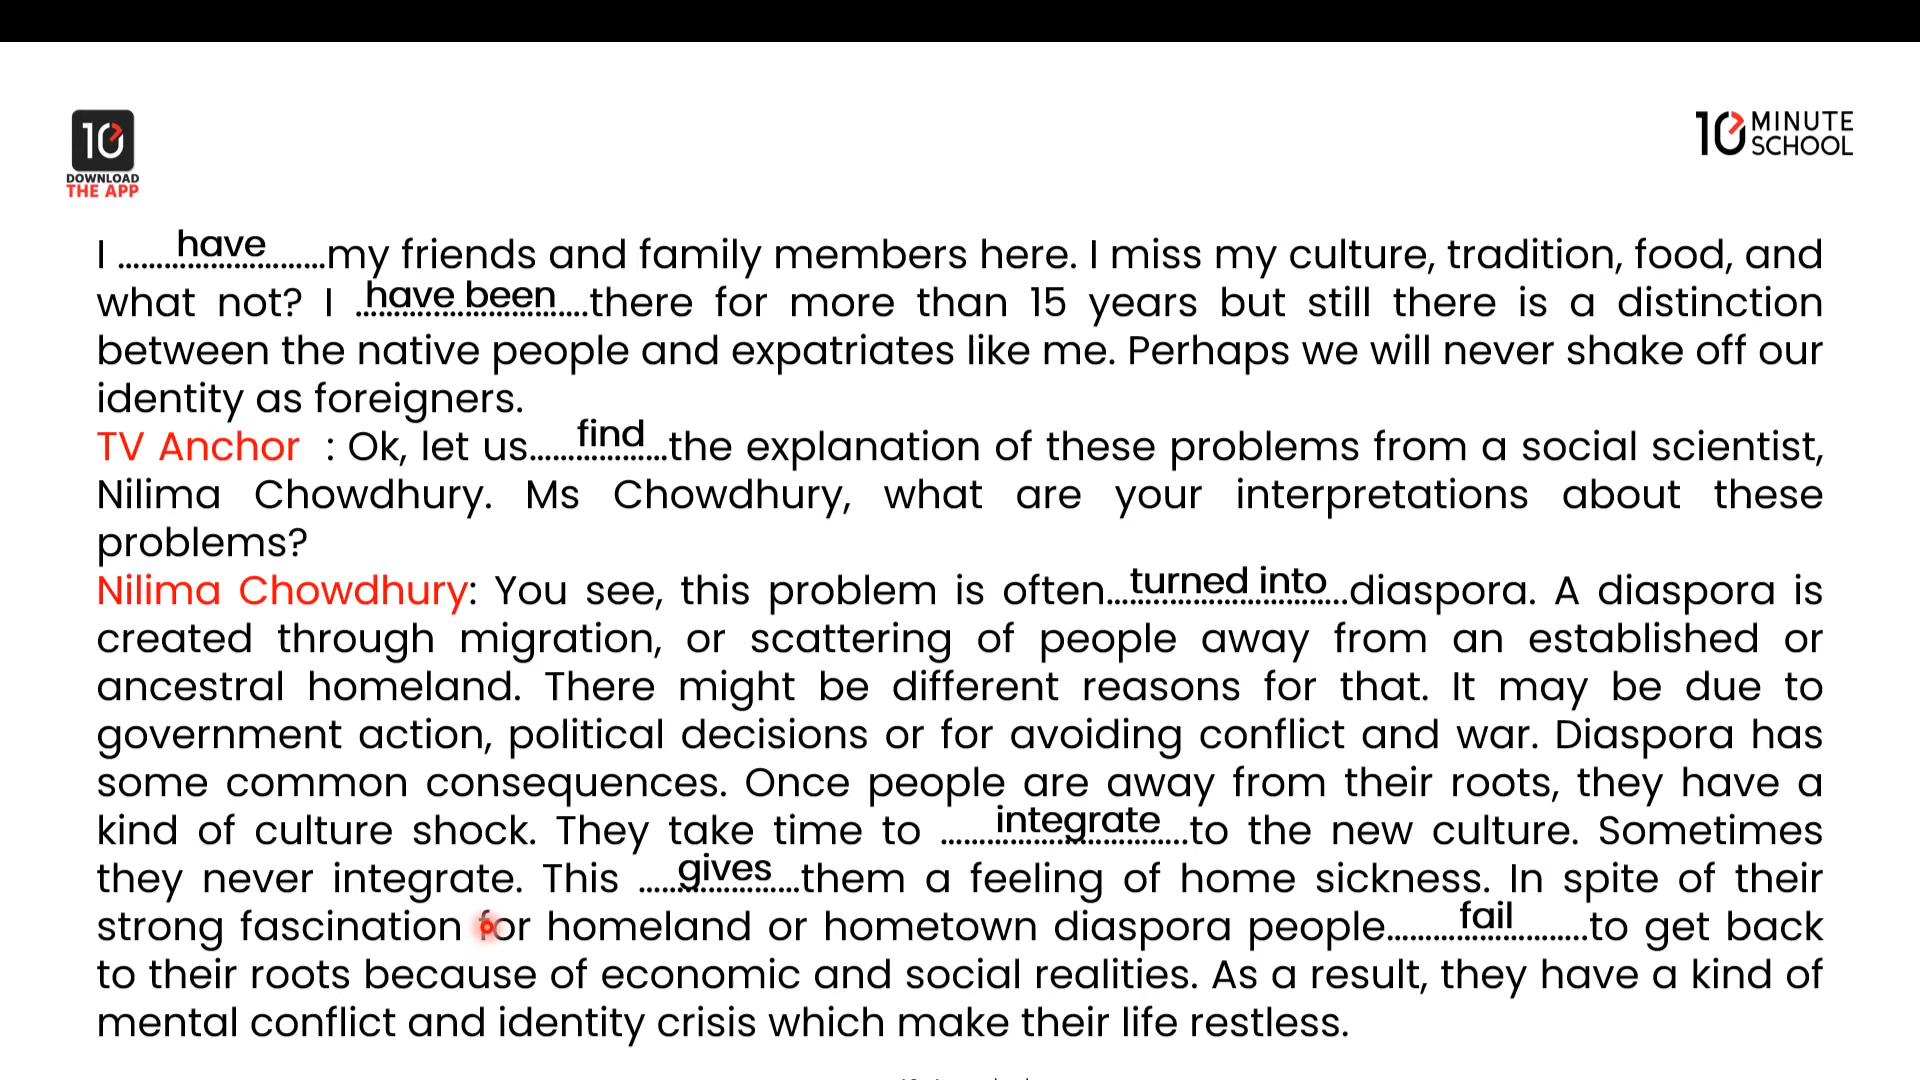 10
DOWNLOAD
THE APP
10 MINUTE
SCHOOL
I ......have......my friends and family members here. I miss my culture, tradition, food, and
what not? I ......have been......there for more than 15 years but still there is a distinction
between the native people and expatriates like me. Perhaps we will never shake off our
identity as foreigners.
TV Anchor : Ok, let us......find......the explanation of these problems from a social scientist,
Nilima Chowdhury. Ms Chowdhury, what are your interpretations about these
problems?
Nilima Chowdhury: You see, this problem is often......turned into......diaspora. A diaspora is
created through migration, or scattering of people away from an established or
ancestral homeland. There might be different reasons for that. It may be due to
government action, political decisions or for avoiding conflict and war. Diaspora has
some common consequences. Once people are away from their roots, they have a
kind of culture shock. They take time to ......integrate......to the new culture. Sometimes
they never integrate. This ......gives......them a feeling of home sickness. In spite of their
strong fascination for homeland or hometown diaspora people......fail......to get back
to their roots because of economic and social realities. As a result, they have a kind of
mental conflict and identity crisis which make their life restless.